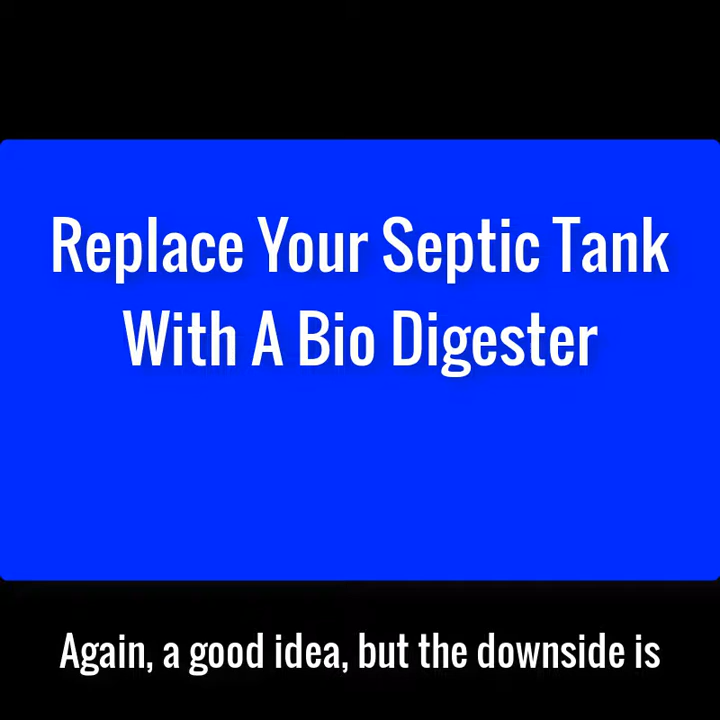 Replace Your Septic Tank
With A Bio Digester
Again, a good idea, but the downside is